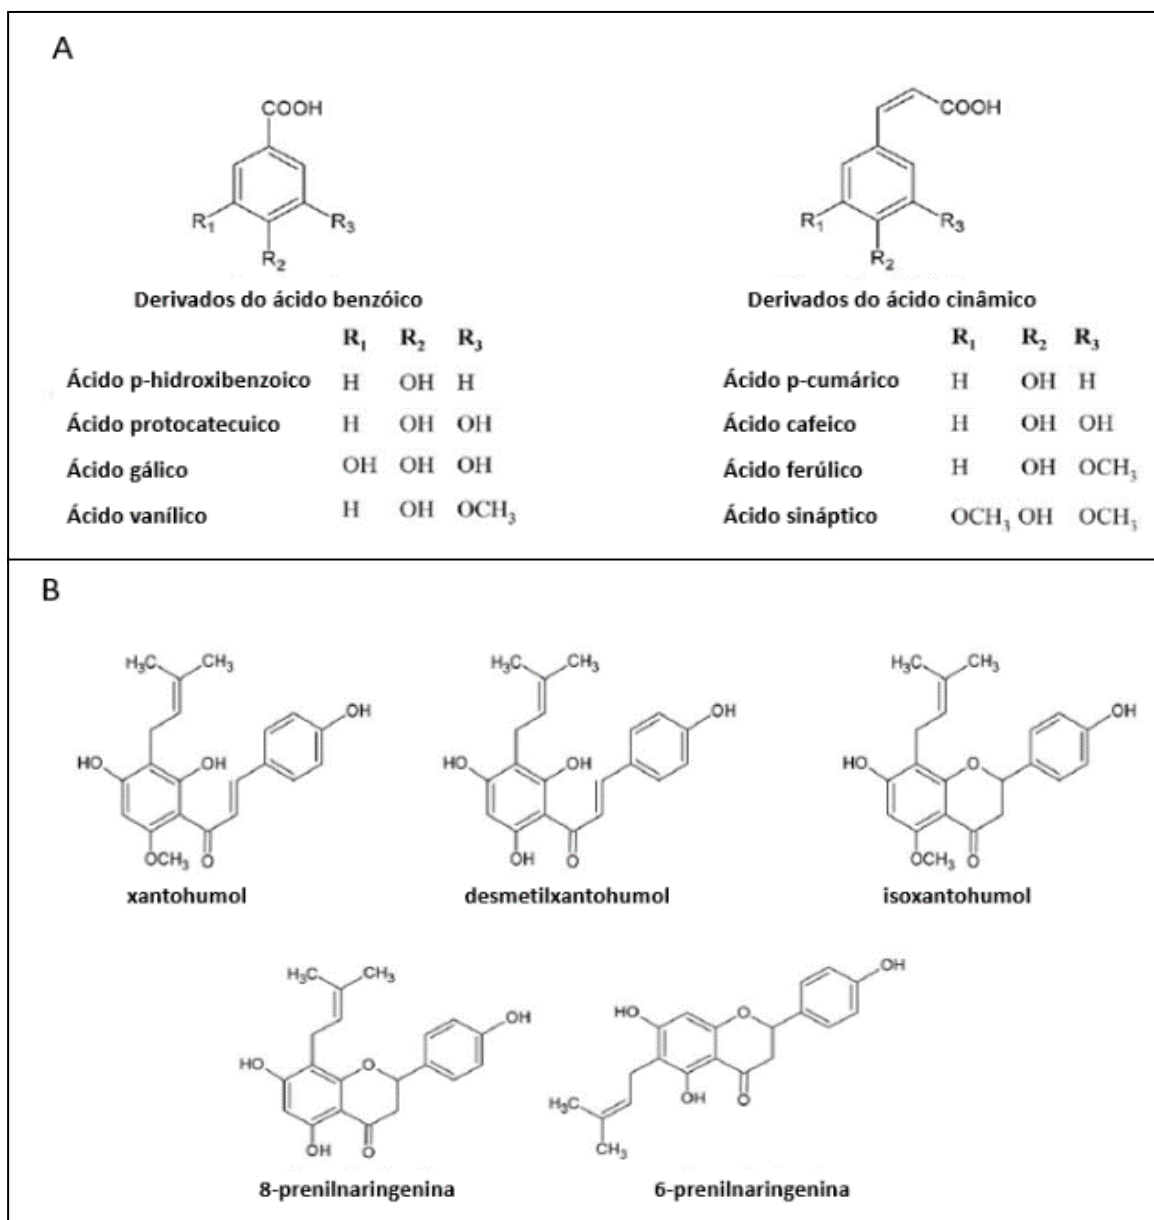 A
COOH
R₁
R₃
R₂
Derivados do ácido benzóico
R₁ R₂ R₃
Ácido p-hidroxibenzoico H OH H
Ácido protocatecuico H OH OH
Ácido gálico OH OH OH
Ácido vanílico H OH OCH₃
COOH
R₁
R₃
R₂
Derivados do ácido cinâmico
R₁ R₂ R₃
Ácido p-cumárico H OH H
Ácido cafeico H OH OH
Ácido ferúlico H OH OCH₃
Ácido sináptico OCH₃ OH OCH₃
B
H₃C CH₃
OH
HO OH
OCH₃ O
xantohumol
H₃C CH₃
OH
HO OH
OH O
desmetilxantohumol
H₃C CH₃
OH
HO O
OCH₃ O
isoxantohumol
H₃C CH₃
OH
HO O
OH O
8-prenilnaringenina
OH
HO O
H₃C OH O
CH₃
6-prenilnaringenina